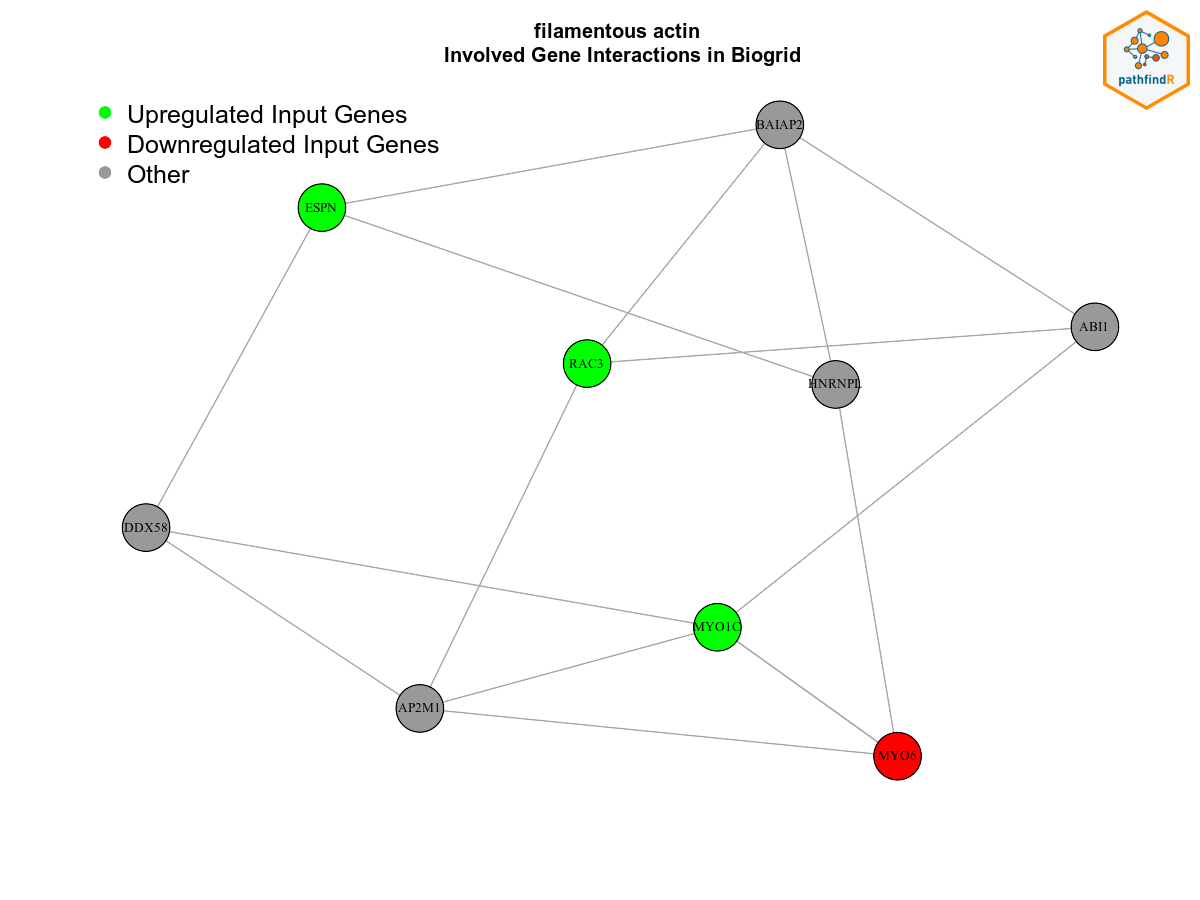 filamentous actin
Involved Gene Interactions in Biogrid
pathfindR
Upregulated Input Genes
Downregulated Input Genes
Other
BAIAP2
ESPN
ABI1
RAC3
HNRNPL
DDX58
MYO1C
AP2M1
MYO6